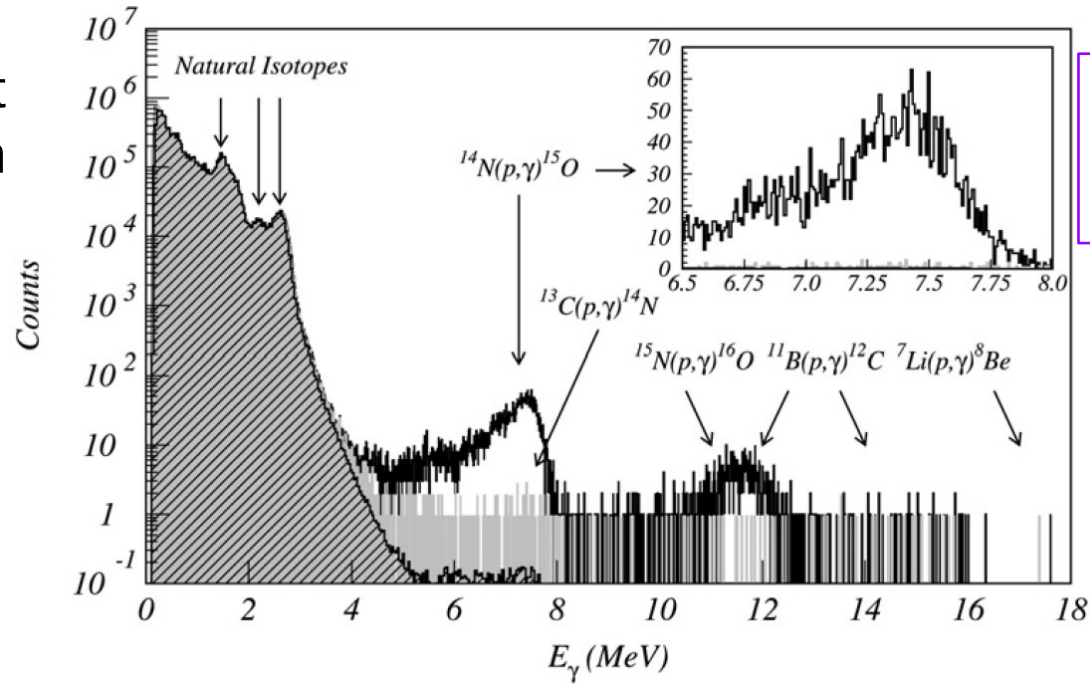 t
n
10 7
10 6
10 5
10 4
10 3
10 2
10
1
10 -1
Counts
Natural Isotopes
14N(p,γ)15O
13C(p,γ)14N
15N(p,γ)16O 11B(p,γ)12C 7Li(p,γ)8Be
70
60
50
40
30
20
10
0
6.5 6.75 7.0 7.25 7.5 7.75 8.0
0 2 4 6 8 10 12 14 16 18
Eγ (MeV)